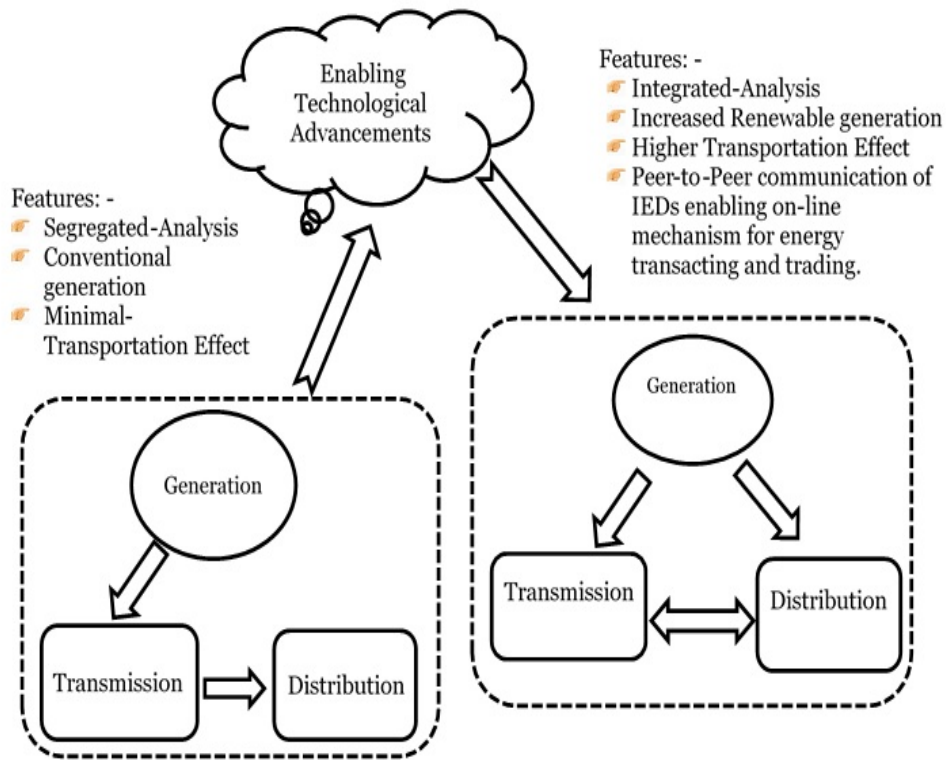 Enabling
Technological
Advancements
Features: -
Integrated-Analysis
Increased Renewable generation
Higher Transportation Effect
Peer-to-Peer communication of
IEDs enabling on-line
mechanism for energy
transacting and trading.
Features: -
Segregated-Analysis
Conventional
generation
Minimal-
Transportation Effect
Generation
Transmission
Distribution
Generation
Transmission
Distribution